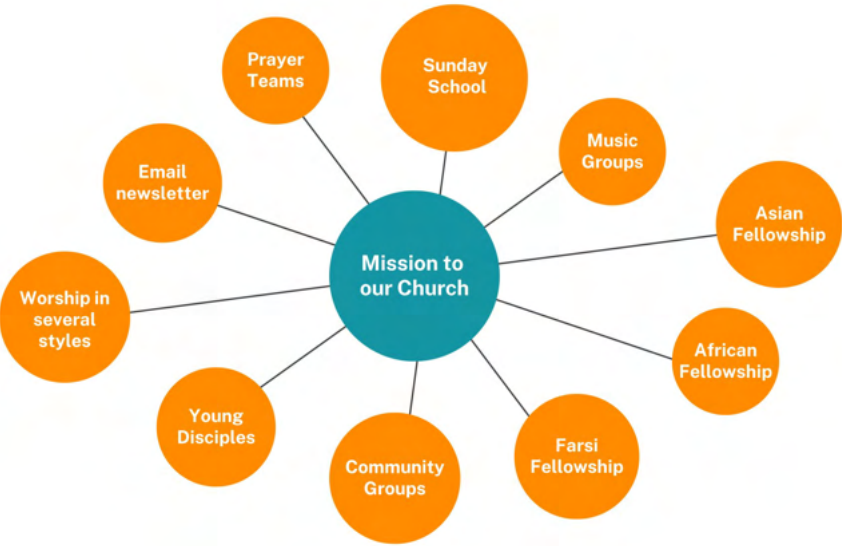 Prayer
Teams
Sunday
School
Music
Groups
Email
newsletter
Asian
Fellowship
Mission to
our Church
Worship in
several
styles
African
Fellowship
Young
Disciples
Community
Groups
Farsi
Fellowship